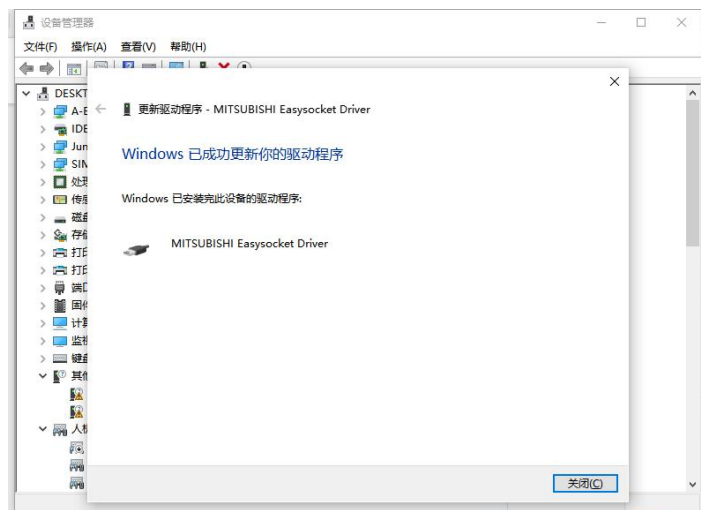 设备管理器
文件(F) 操作(A) 查看(V) 帮助(H)
DESKT
A-E
更新驱动程序 - MITSUBISHI Easysocket Driver
IDE
Jun
Windows 已成功更新你的驱动程序
SIM
处理
传感
Windows 已安装完此设备的驱动程序:
磁盘
存储
MITSUBISHI Easysocket Driver
打印
打印
端口
固件
计算
监视
键盘
其他
人机
关闭(C)